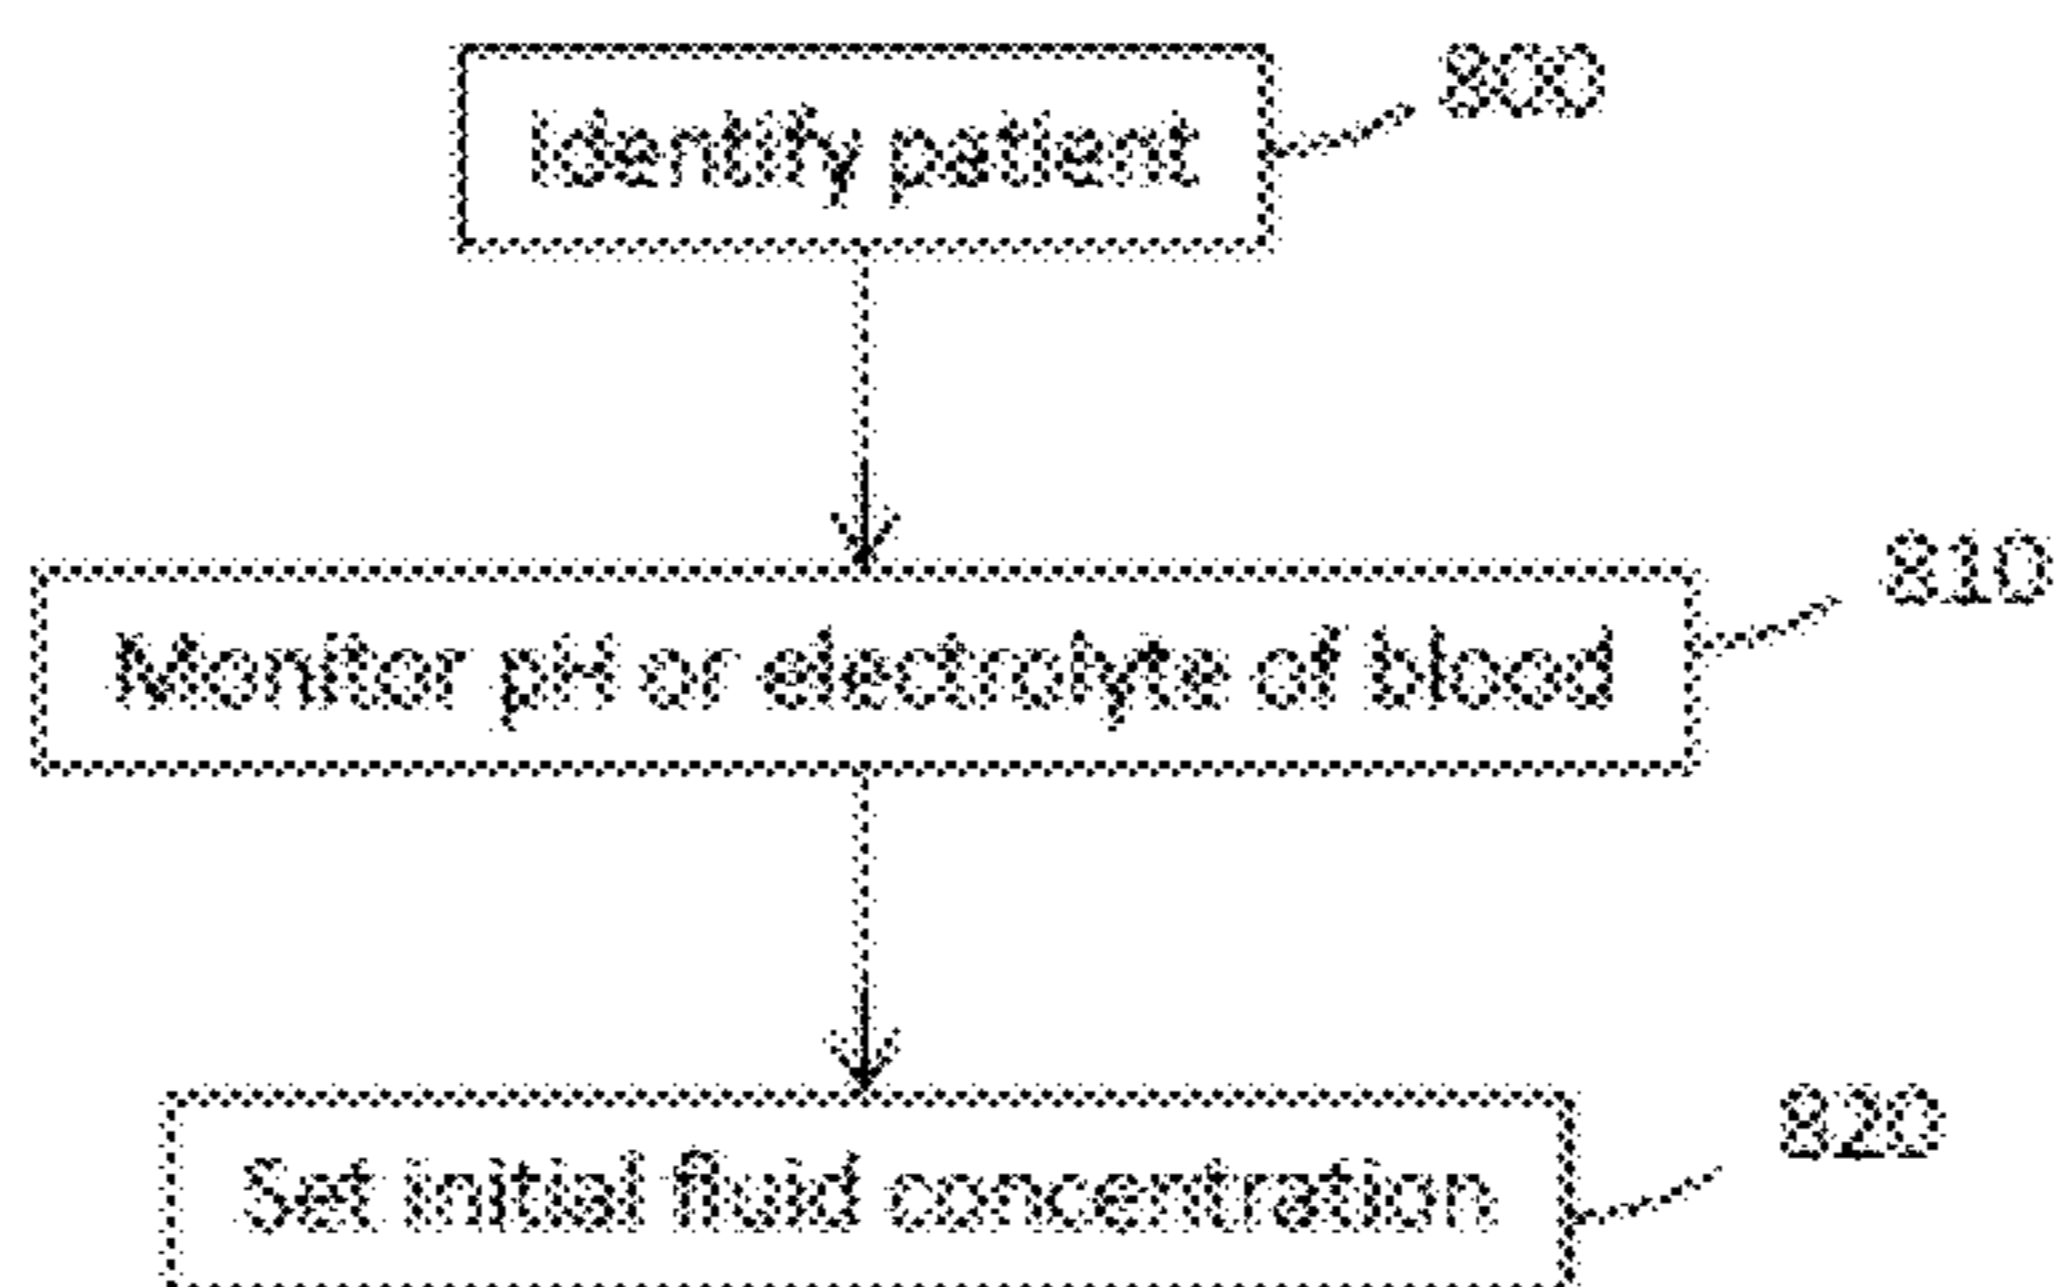 800
Identify patient
810
Monitor pH or electrolyte of blood
820
Set initial fluid concentration